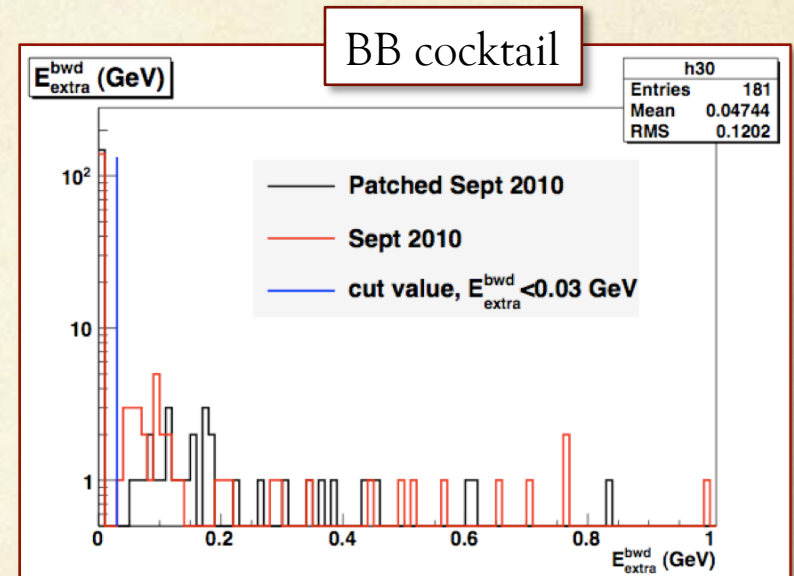 BB cocktail
E^bwd_extra (GeV)
h30
Entries 181
Mean 0.04744
RMS 0.1202
10²
10
1
Patched Sept 2010
Sept 2010
cut value, E^bwd_extra<0.03 GeV
0 0.2 0.4 0.6 0.8 1
E^bwd_extra (GeV)